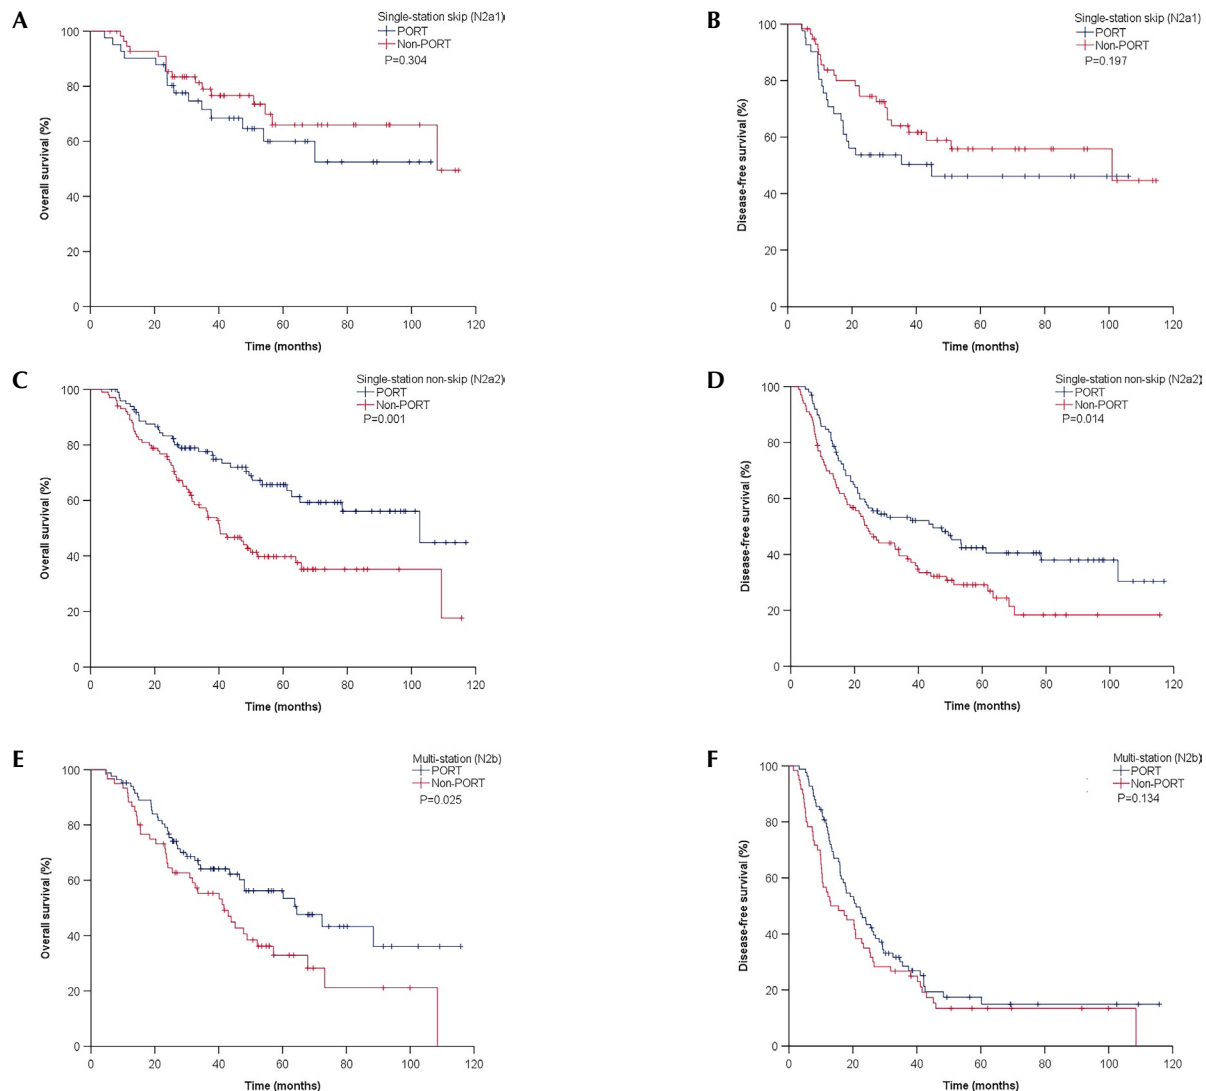 A
Single-station skip (N2a1)
PORT
Non-PORT
P=0.304
Overall survival (%)
100
80
60
40
20
0
0 20 40 60 80 100 120
Time (months)
B
Single-station skip (N2a1)
PORT
Non-PORT
P=0.197
Disease-free survival (%)
100
80
60
40
20
0
0 20 40 60 80 100 120
Time (months)
C
Single-station non-skip (N2a2)
PORT
Non-PORT
P=0.001
Overall survival (%)
100
80
60
40
20
0
0 20 40 60 80 100 120
Time (months)
D
Single-station non-skip (N2a2)
PORT
Non-PORT
P=0.014
Disease-free survival (%)
100
80
60
40
20
0
0 20 40 60 80 100 120
Time (months)
E
Multi-station (N2b)
PORT
Non-PORT
P=0.025
Overall survival (%)
100
80
60
40
20
0
0 20 40 60 80 100 120
Time (months)
F
Multi-station (N2b)
PORT
Non-PORT
P=0.134
Disease-free survival (%)
100
80
60
40
20
0
0 20 40 60 80 100 120
Time (months)